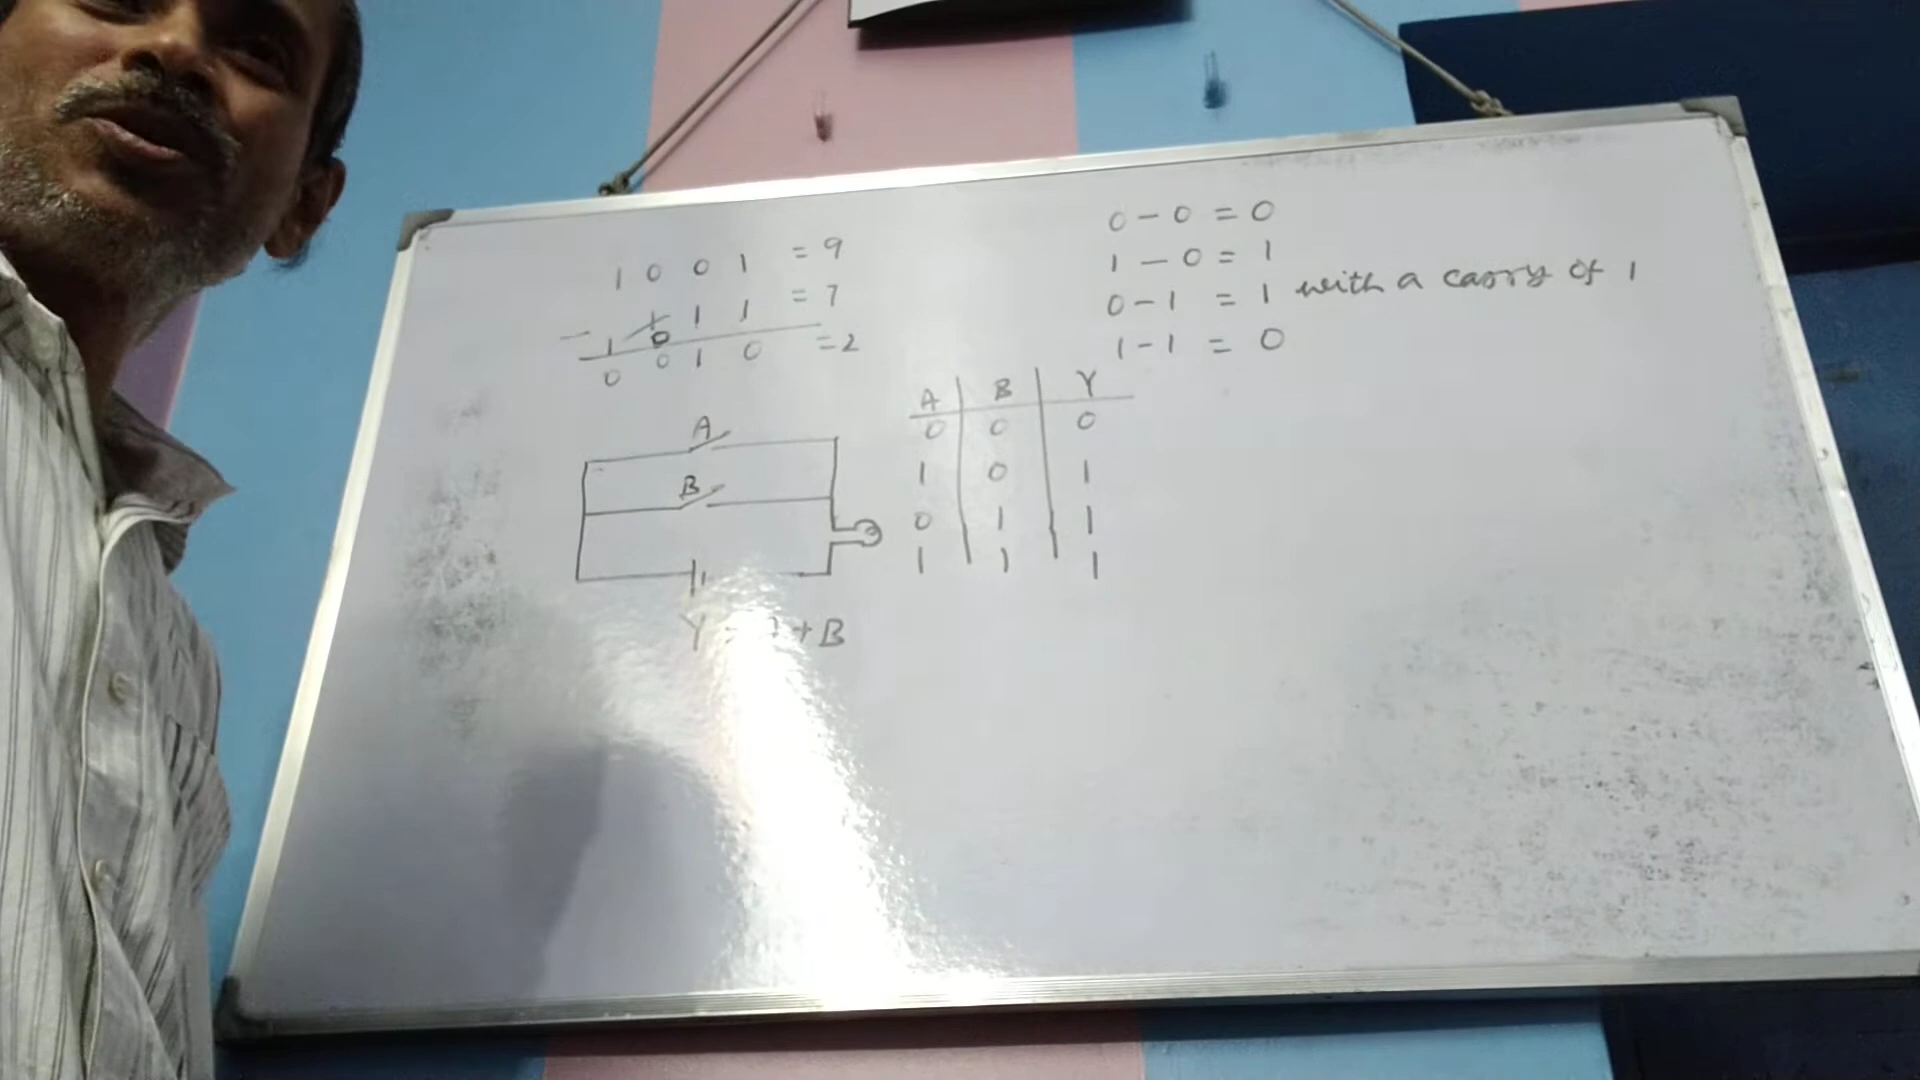 1 0 0 1 = 9
1 1 1 = 7
- 1 0
0 0 1 0 = 2
0 - 0 = 0
1 - 0 = 1
0 - 1 = 1 with a carry of 1
1 - 1 = 0
A
B
A B Y
0 0 0
1 0 1
0 1 1
1 1 1
Y = + B